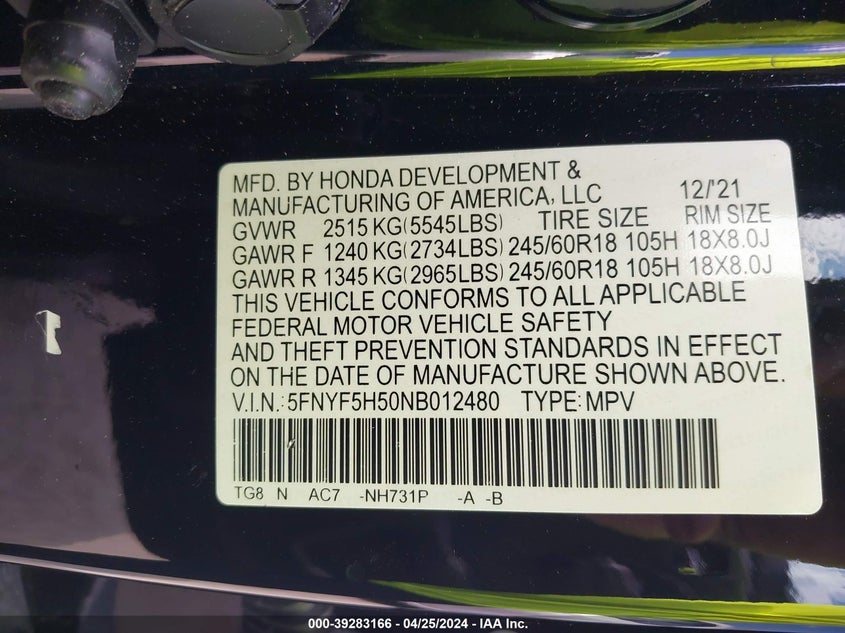 MFD. BY HONDA DEVELOPMENT &
MANUFACTURING OF AMERICA, LLC 12/'21
GVWR 2515 KG(5545LBS) TIRE SIZE RIM SIZE
GAWR F 1240 KG(2734LBS) 245/60R18 105H 18X8.0J
GAWR R 1345 KG(2965LBS) 245/60R18 105H 18X8.0J
THIS VEHICLE CONFORMS TO ALL APPLICABLE
FEDERAL MOTOR VEHICLE SAFETY
AND THEFT PREVENTION STANDARDS IN EFFECT
ON THE DATE OF MANUFACTURE SHOWN ABOVE.
V.I.N.: 5FNYF5H50NB012480 TYPE: MPV
TG8 N AC7 -NH731P -A -B
000-39283166 - 04/25/2024 - IAA Inc.